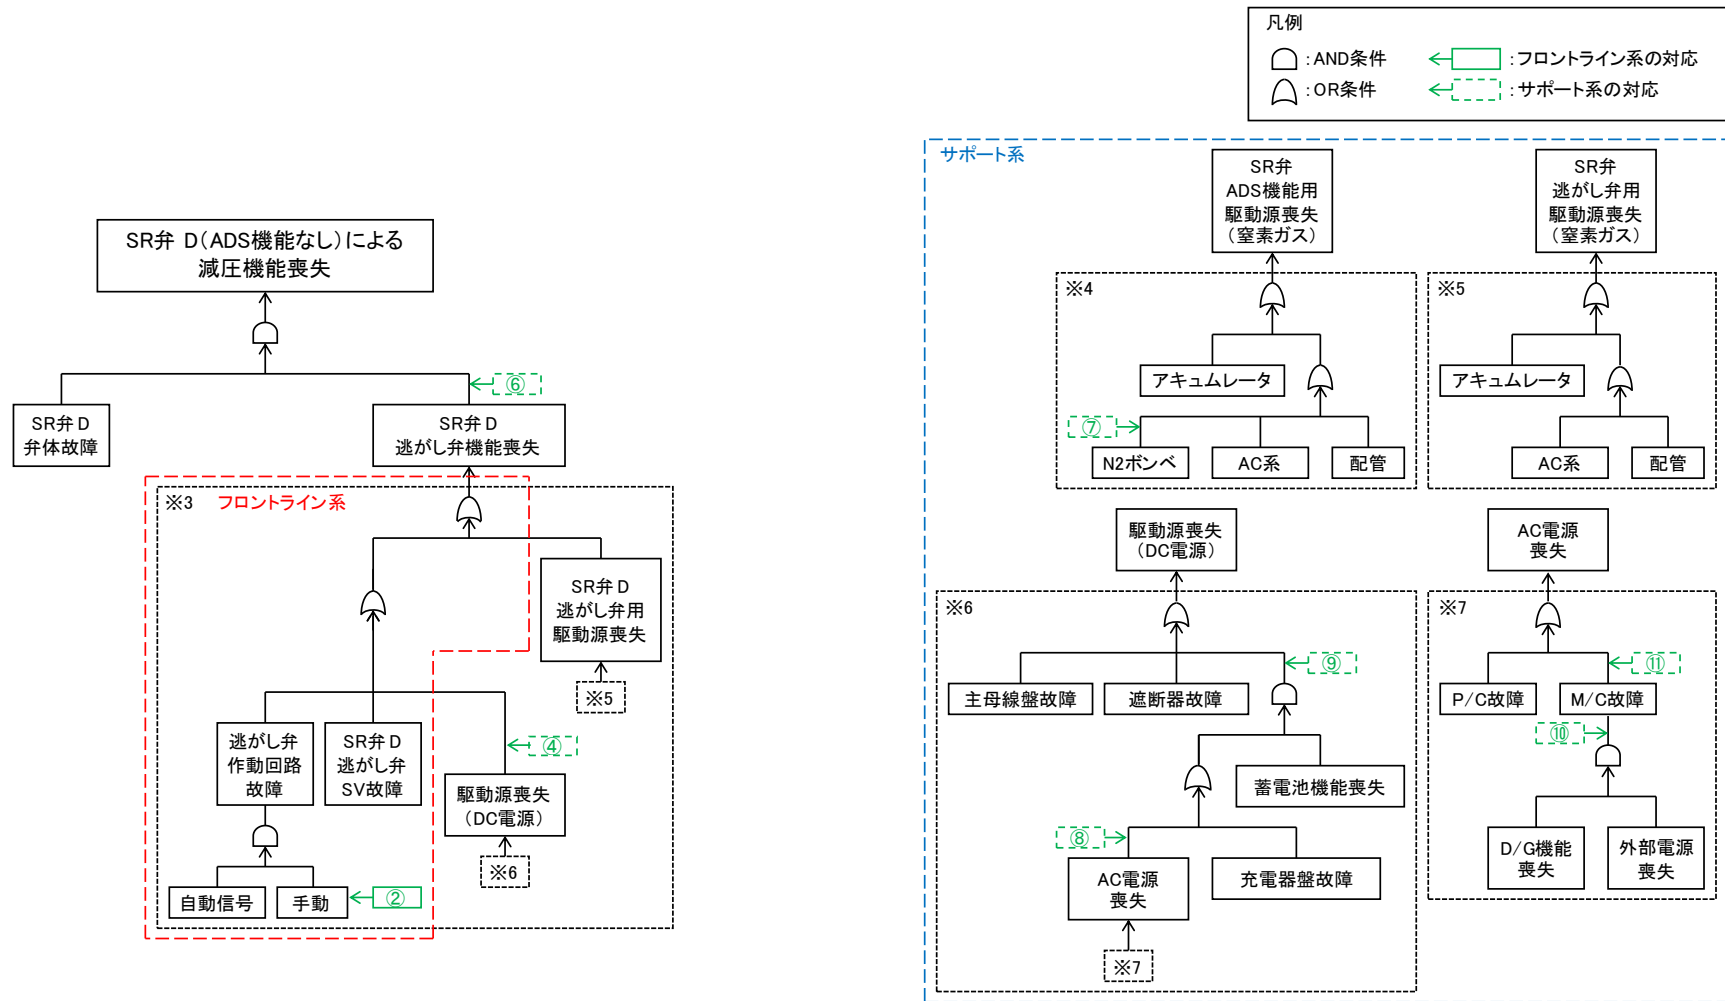 凡例
:AND条件
:フロントライン系の対応
:OR条件
:サポート系の対応
SR弁 D(ADS機能なし)による
減圧機能喪失
⑥
SR弁 D
弁体故障
SR弁 D
逃がし弁機能喪失
※3
フロントライン系
SR弁 D
逃がし弁用
駆動源喪失
※5
逃がし弁
作動回路
故障
SR弁 D
逃がし弁
SV故障
④
駆動源喪失
(DC電源)
※6
自動信号
手動
②
サポート系
SR弁
ADS機能用
駆動源喪失
(窒素ガス)
※4
アキュムレータ
⑦
N2ボンベ
AC系
配管
SR弁
逃がし弁用
駆動源喪失
(窒素ガス)
※5
アキュムレータ
AC系
配管
駆動源喪失
(DC電源)
※6
⑨
主母線盤故障
遮断器故障
蓄電池機能喪失
⑧
AC電源
喪失
充電器盤故障
※7
AC電源
喪失
※7
⑪
P/C故障
M/C故障
⑩
D/G機能
喪失
外部電源
喪失